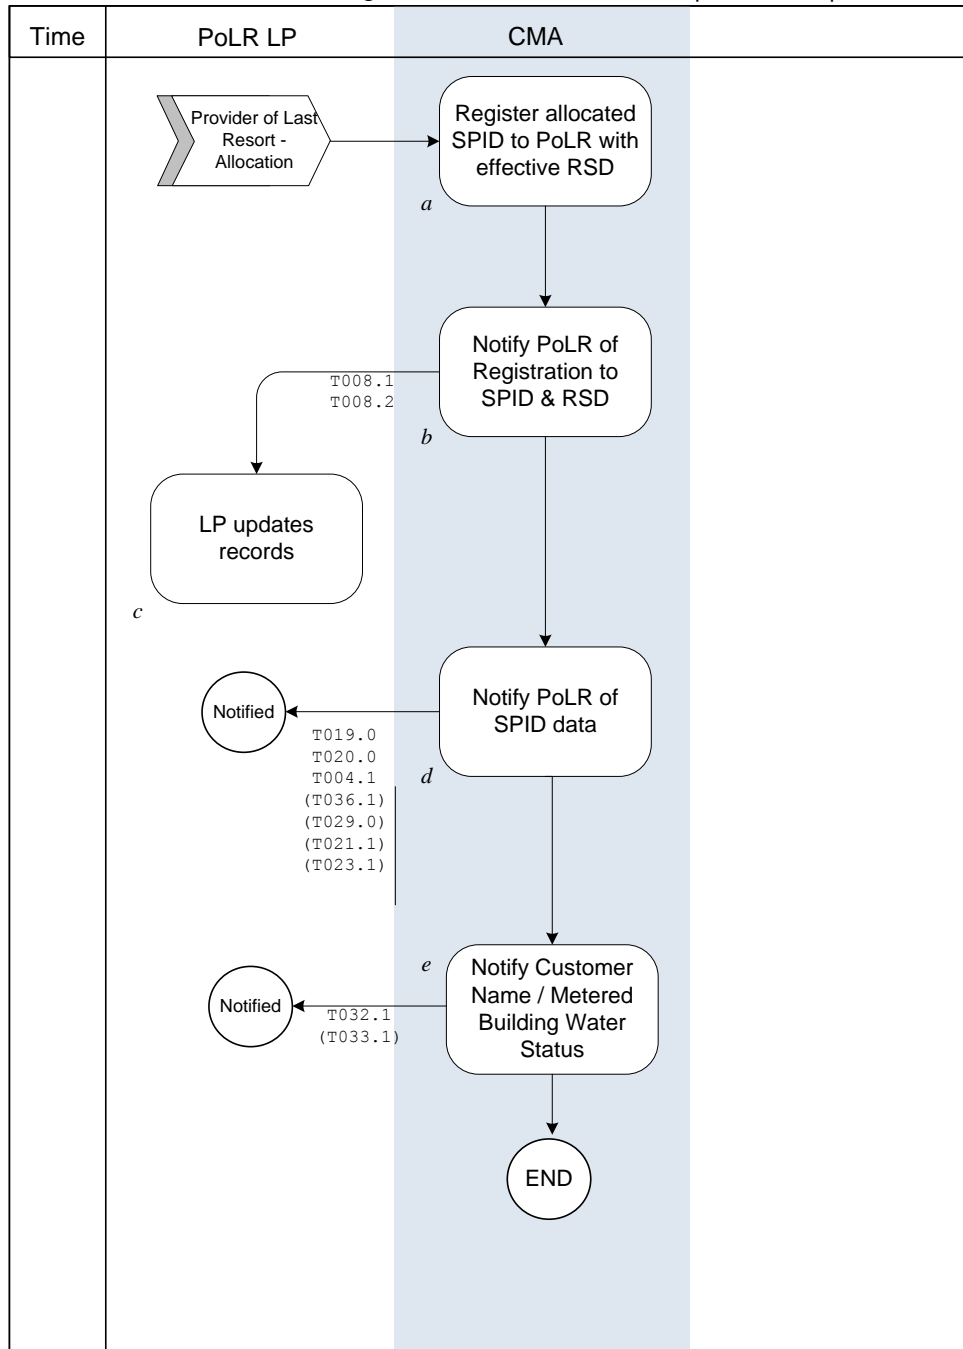 Time
PoLR LP
CMA
Provider of Last
Resort -
Allocation
Register allocated
SPID to PoLR with
effective RSD
a
Notify PoLR of
Registration to
SPID & RSD
T008.1
T008.2
b
LP updates
records
c
Notify PoLR of
SPID data
Notified
T019.0
T020.0
T004.1
d
(T036.1)
(T029.0)
(T021.1)
(T023.1)
e
Notify Customer
Name / Metered
Building Water
Status
Notified
T032.1
(T033.1)
END